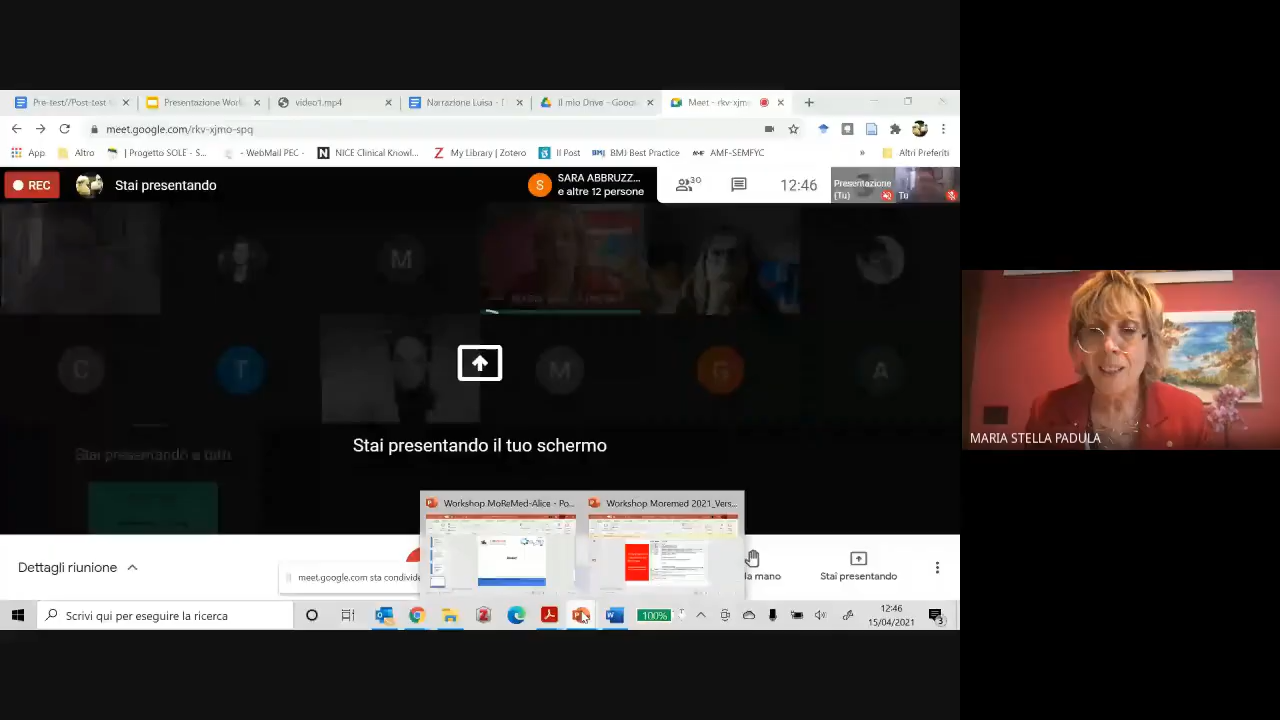 Pre-test//Post-test
Presentazione Work
video1.mp4
Narrazione Luisa - D
Il mio Drive - Googl
Meet - rkv-xjmo
meet.google.com/rkv-xjmo-spq
App
Altro
| Progetto SOLE - S...
- WebMail PEC -
NICE Clinical Knowl...
My Library | Zotero
Il Post
BMJ Best Practice
AMF-SEMFYC
»
Altri Preferiti
REC
Stai presentando
S
SARA ABBRUZZ...
e altre 12 persone
30
12:46
Presentazione
(Tu)
Tu
M
C
T
M
G
A
Stai presentando a tutti
Stai presentando il tuo schermo
Workshop MoReMed-Alice - Po...
Workshop Moremed 2021_Vers...
Dettagli riunione
meet.google.com sta condivid
la mano
Stai presentando
Scrivi qui per eseguire la ricerca
100%
12:46
15/04/2021
3
MARIA STELLA PADULA